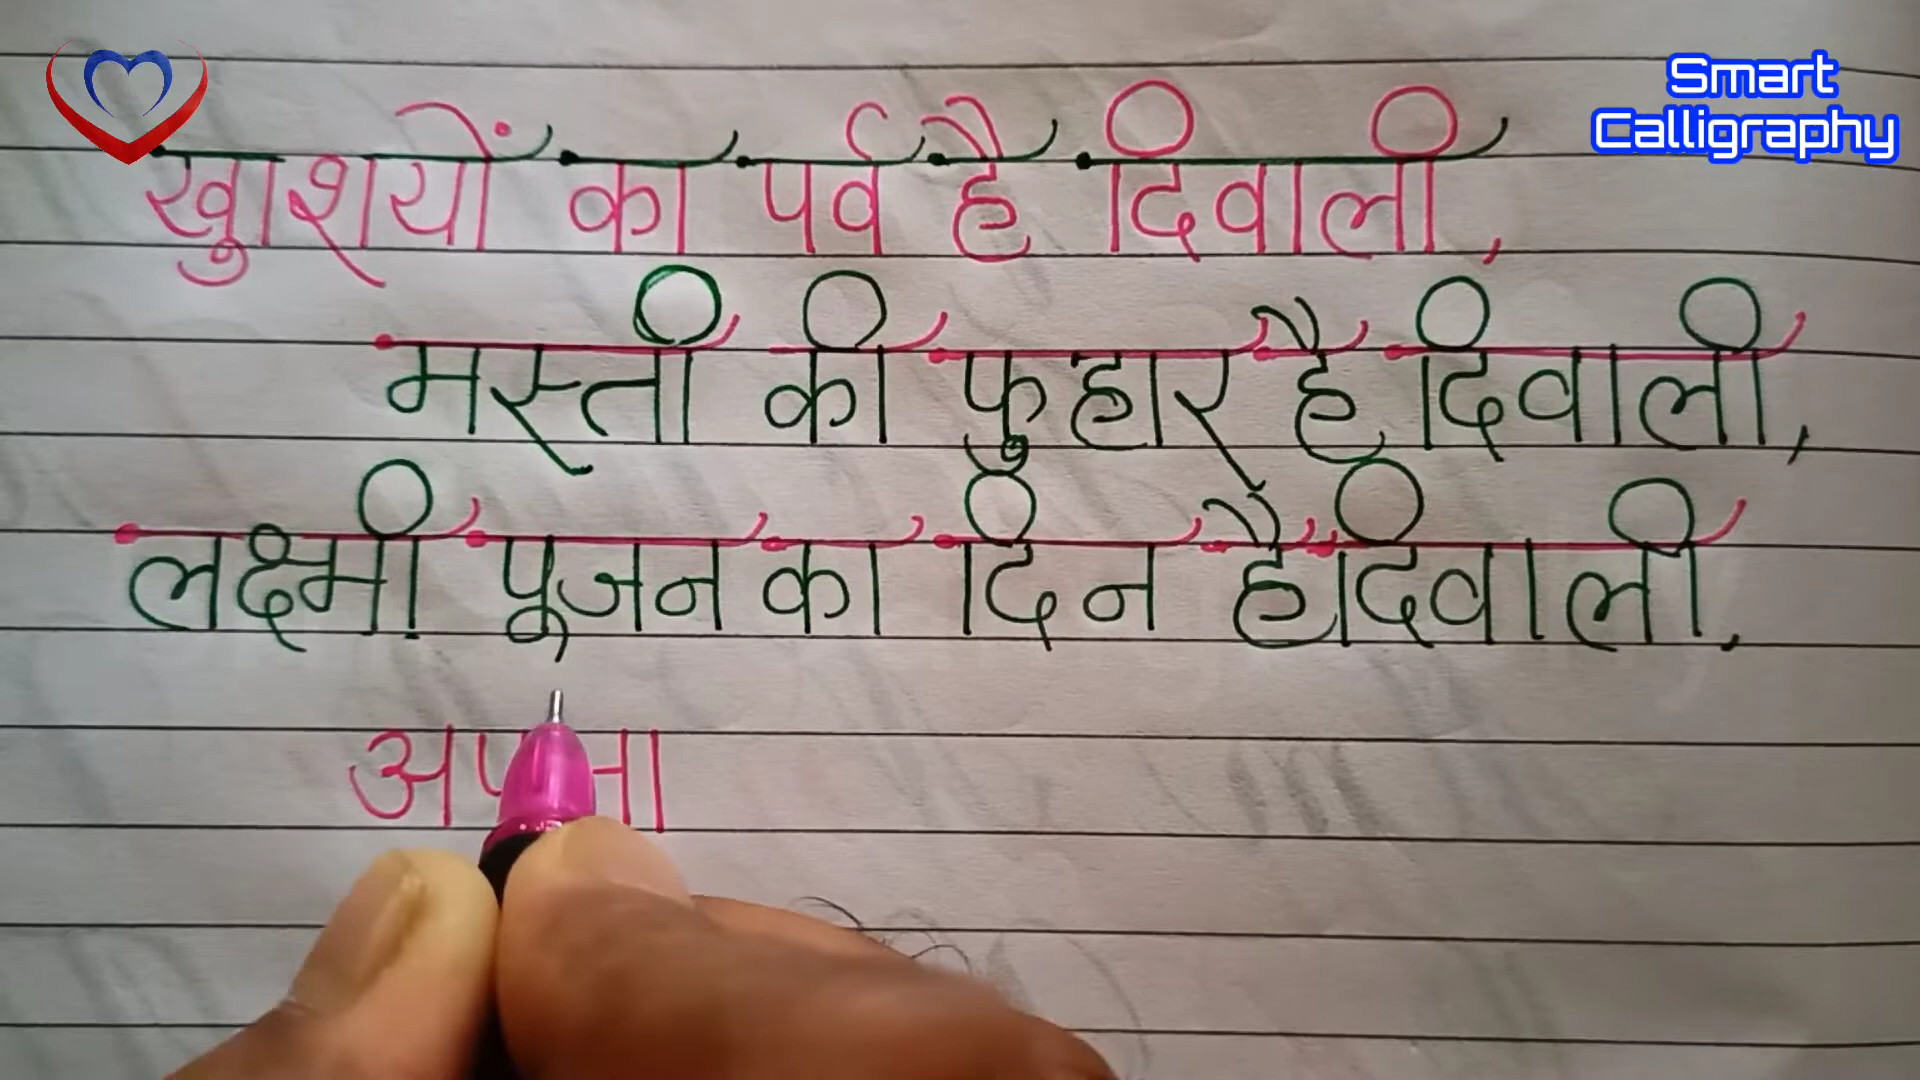 Smart
Calligraphy
खुशियों का पर्व है दिवाली,
मस्ती की फुहार है दिवाली,
लक्ष्मी पूजन का दिन है दिवाली,